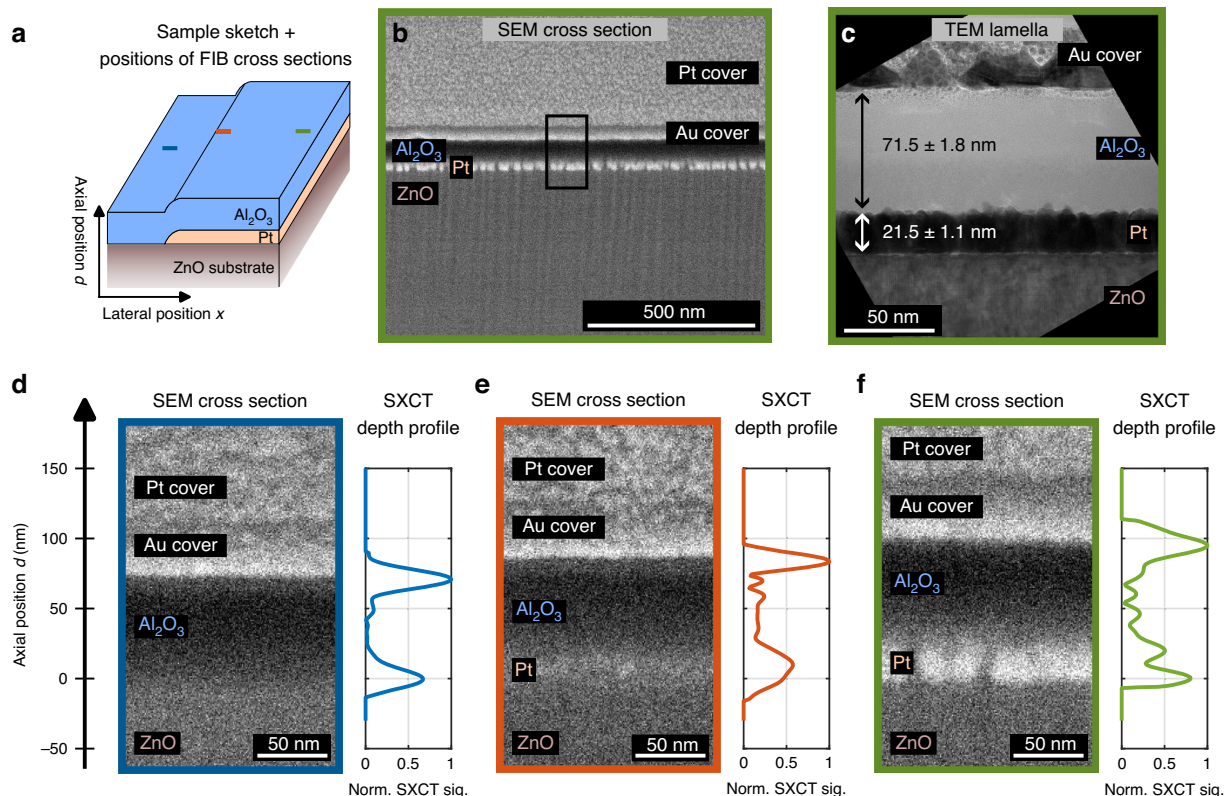 a
Sample sketch +
positions of FIB cross sections
Axial position d
Al2O3
Pt
ZnO substrate
Lateral position x
b
SEM cross section
Pt cover
Au cover
Al2O3
Pt
ZnO
500 nm
c
TEM lamella
Au cover
71.5 ± 1.8 nm
Al2O3
21.5 ± 1.1 nm
Pt
ZnO
50 nm
Axial position d (nm)
150
100
50
0
–50
d
SEM cross section
SXCT
depth profile
Pt cover
Au cover
Al2O3
ZnO
50 nm
0 0.5 1
Norm. SXCT sig.
e
SEM cross section
SXCT
depth profile
Pt cover
Au cover
Al2O3
Pt
ZnO
50 nm
0 0.5 1
Norm. SXCT sig.
f
SEM cross section
SXCT
depth profile
Pt cover
Au cover
Al2O3
Pt
ZnO
50 nm
0 0.5 1
Norm. SXCT sig.